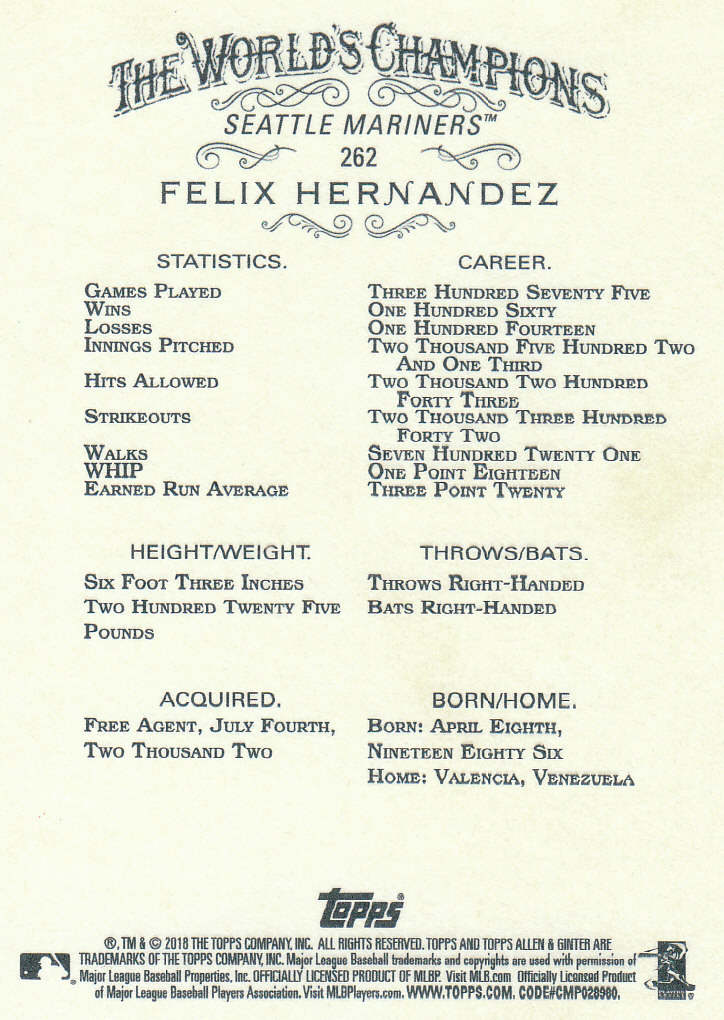 THE WORLD'S CHAMPIONS
SEATTLE MARINERS™
262
FELIX HERNANDEZ
STATISTICS. CAREER.
GAMES PLAYED THREE HUNDRED SEVENTY FIVE
WINS ONE HUNDRED SIXTY
LOSSES ONE HUNDRED FOURTEEN
INNINGS PITCHED TWO THOUSAND FIVE HUNDRED TWO
AND ONE THIRD
HITS ALLOWED TWO THOUSAND TWO HUNDRED
FORTY THREE
STRIKEOUTS TWO THOUSAND THREE HUNDRED
FORTY TWO
WALKS SEVEN HUNDRED TWENTY ONE
WHIP ONE POINT EIGHTEEN
EARNED RUN AVERAGE THREE POINT TWENTY
HEIGHT/WEIGHT.
SIX FOOT THREE INCHES
TWO HUNDRED TWENTY FIVE
POUNDS
THROWS/BATS.
THROWS RIGHT-HANDED
BATS RIGHT-HANDED
ACQUIRED.
FREE AGENT, JULY FOURTH,
TWO THOUSAND TWO
BORN/HOME.
BORN: APRIL EIGHTH,
NINETEEN EIGHTY SIX
HOME: VALENCIA, VENEZUELA
Topps®
®, TM & © 2018 THE TOPPS COMPANY, INC. ALL RIGHTS RESERVED. TOPPS AND TOPPS ALLEN & GINTER ARE
TRADEMARKS OF THE TOPPS COMPANY, INC. Major League Baseball trademarks and copyrights are used with permission of
Major League Baseball Properties, Inc. OFFICIALLY LICENSED PRODUCT OF MLBP. Visit MLB.com Officially Licensed Product
of Major League Baseball Players Association. Visit MLBPlayers.com. WWW.TOPPS.COM. CODE#CMP028980.